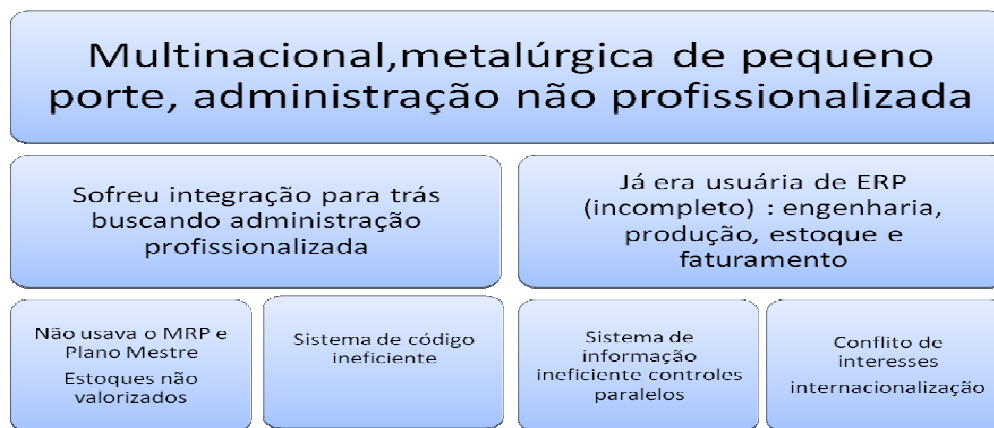 Multinacional,metalúrgica de pequeno
porte, administração não profissionalizada
Sofreu integração para trás
buscando administração
profissionalizada
Já era usuária de ERP
(incompleto) : engenharia,
produção, estoque e
faturamento
Não usava o MRP e
Plano Mestre
Estoques não
valorizados
Sistema de código
ineficiente
Sistema de
informação
ineficiente controles
paralelos
Conflito de
interesses
internacionalização